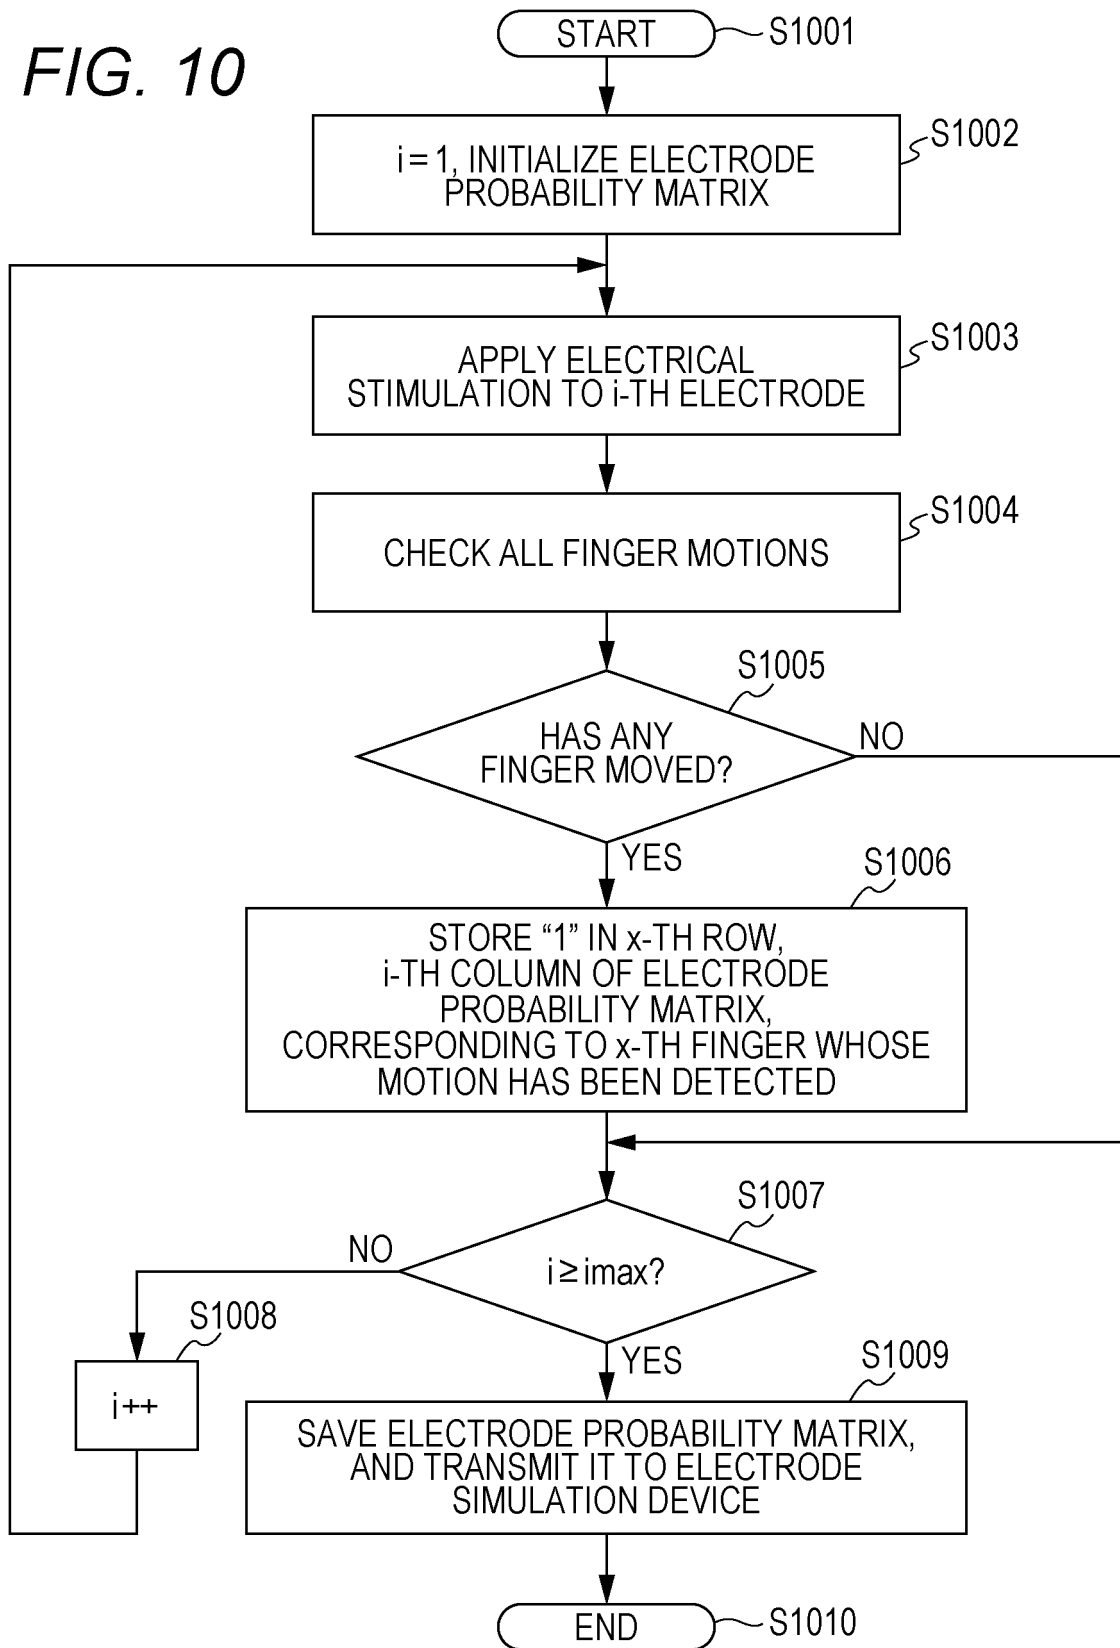 FIG. 10
START
S1001
S1002
i = 1, INITIALIZE ELECTRODE
PROBABILITY MATRIX
S1003
APPLY ELECTRICAL
STIMULATION TO i-TH ELECTRODE
S1004
CHECK ALL FINGER MOTIONS
S1005
HAS ANY
FINGER MOVED?
NO
YES
S1006
STORE “1” IN x-TH ROW,
i-TH COLUMN OF ELECTRODE
PROBABILITY MATRIX,
CORRESPONDING TO x-TH FINGER WHOSE
MOTION HAS BEEN DETECTED
S1007
i ≥ imax?
NO
YES
S1008
i++
S1009
SAVE ELECTRODE PROBABILITY MATRIX,
AND TRANSMIT IT TO ELECTRODE
SIMULATION DEVICE
END
S1010